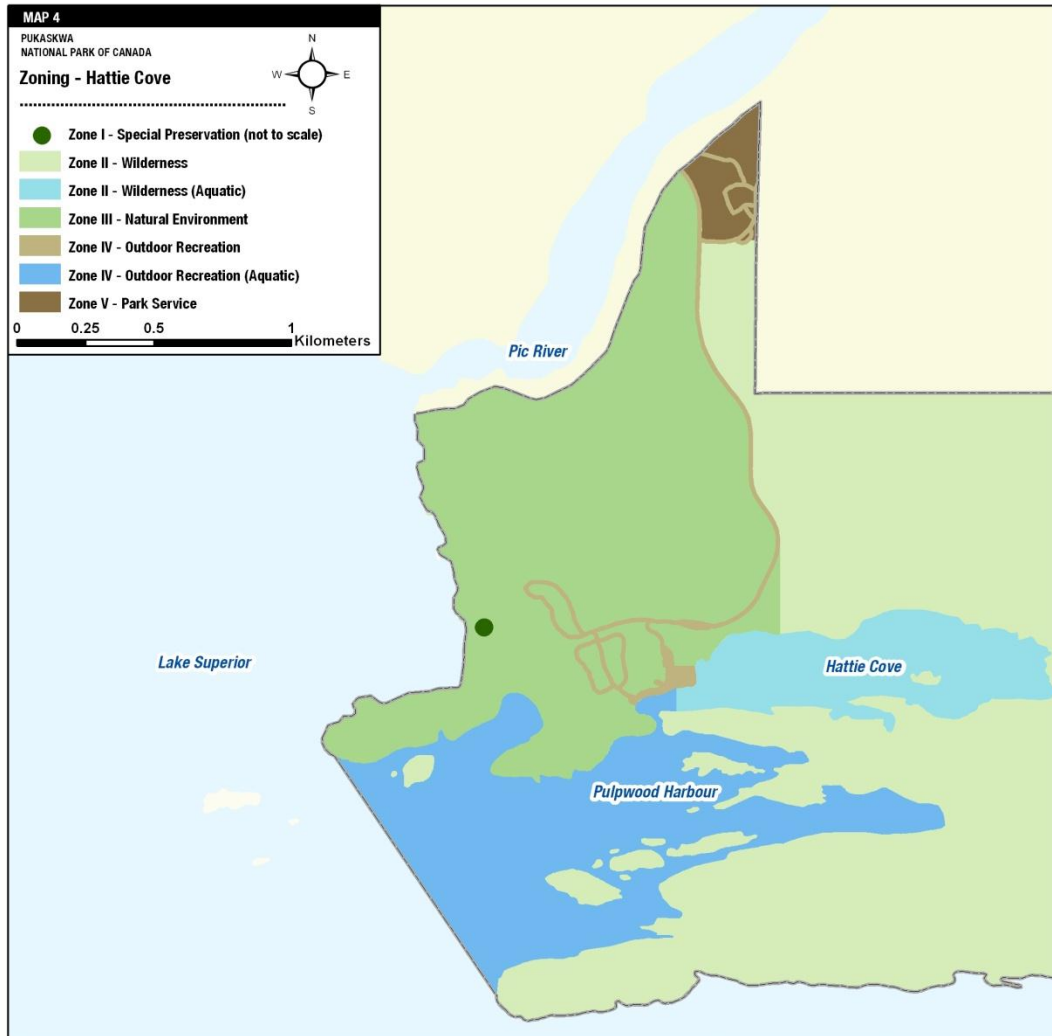 MAP 4
PUKASKWA
NATIONAL PARK OF CANADA
Zoning - Hattie Cove
N
W
E
S
Zone I - Special Preservation (not to scale)
Zone II - Wilderness
Zone II - Wilderness (Aquatic)
Zone III - Natural Environment
Zone IV - Outdoor Recreation
Zone IV - Outdoor Recreation (Aquatic)
Zone V - Park Service
0 0.25 0.5 1
Kilometers
Pic River
Lake Superior
Hattie Cove
Pulpwood Harbour